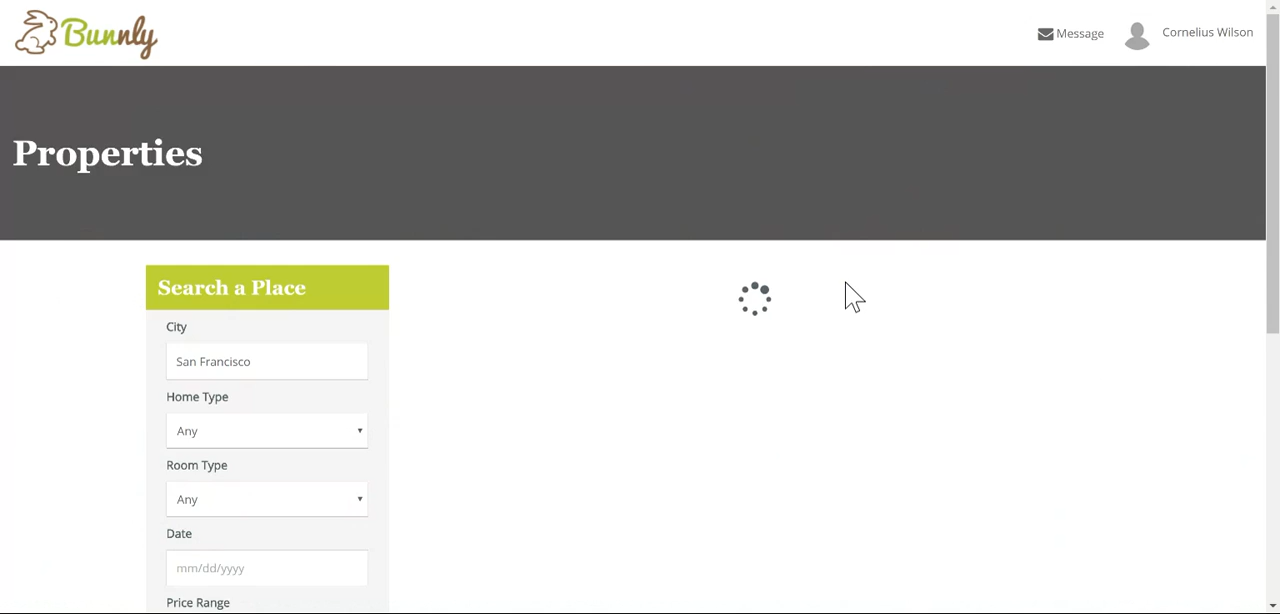 Bunnly
Message
Cornelius Wilson
Properties
Search a Place
City
San Francisco
Home Type
Any
Room Type
Any
Date
mm/dd/yyyy
Price Range